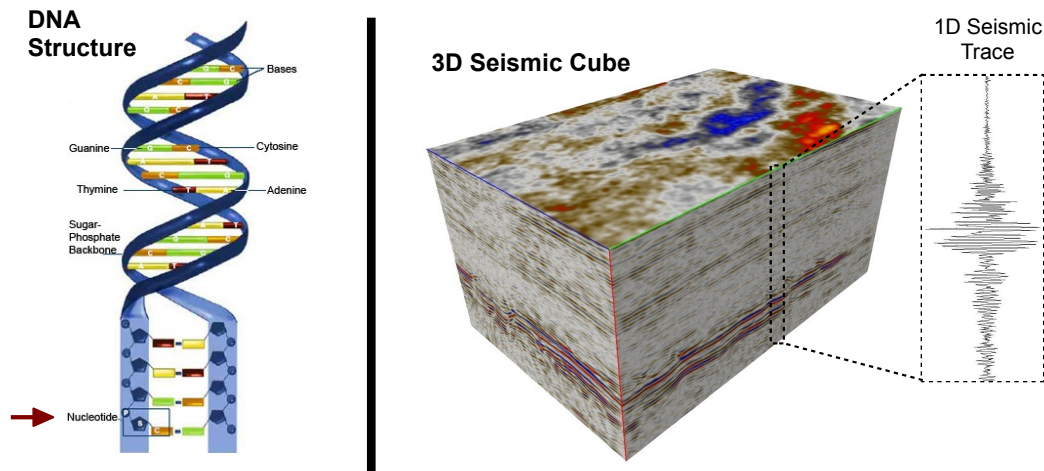 DNA
Structure
G C
Bases
C G
A T
G C
Guanine
G C
Cytosine
A T
C G
Thymine
T
Adenine
Sugar-
Phosphate
Backbone
A T
G C
C G
A T
Nucleotide
P
S
C
3D Seismic Cube
1D Seismic
Trace